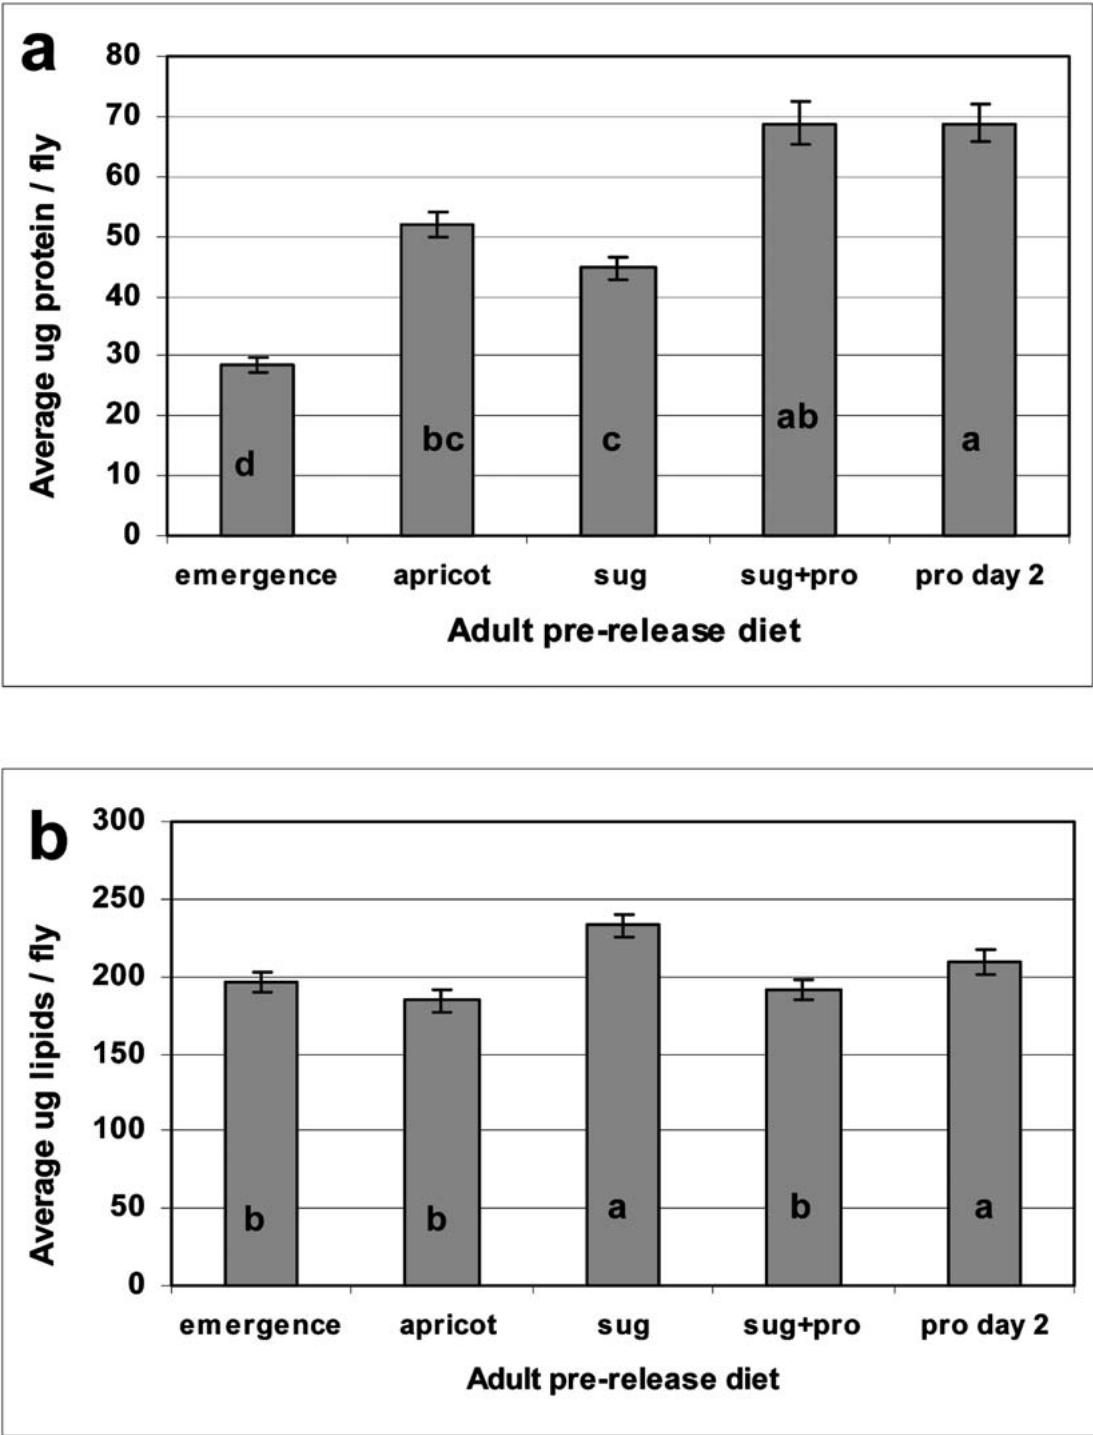 a
Average ug protein / fly
80
70
60
50
40
30
20
10
0
d
bc
c
ab
a
emergence apricot sug sug+pro pro day 2
Adult pre-release diet
b
Average ug lipids / fly
300
250
200
150
100
50
0
b
b
a
b
a
emergence apricot sug sug+pro pro day 2
Adult pre-release diet